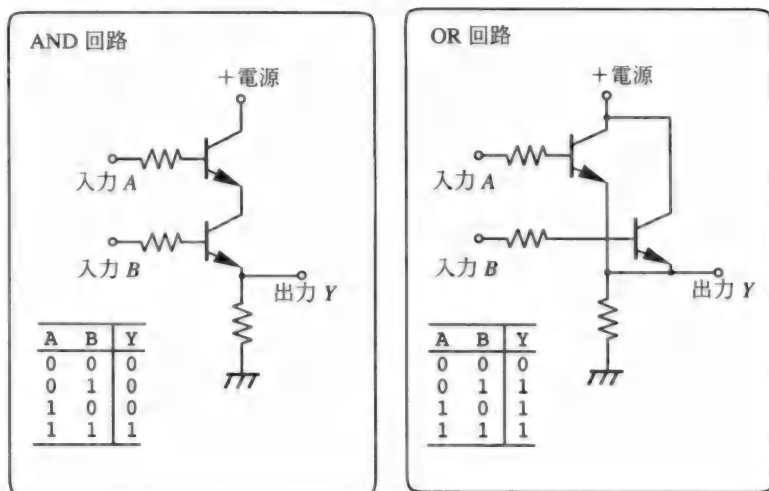 AND 回路
+電源
入力 A
入力 B
出力 Y
A B Y
0 0 0
0 1 0
1 0 0
1 1 1
OR 回路
+電源
入力 A
入力 B
出力 Y
A B Y
0 0 0
0 1 1
1 0 1
1 1 1